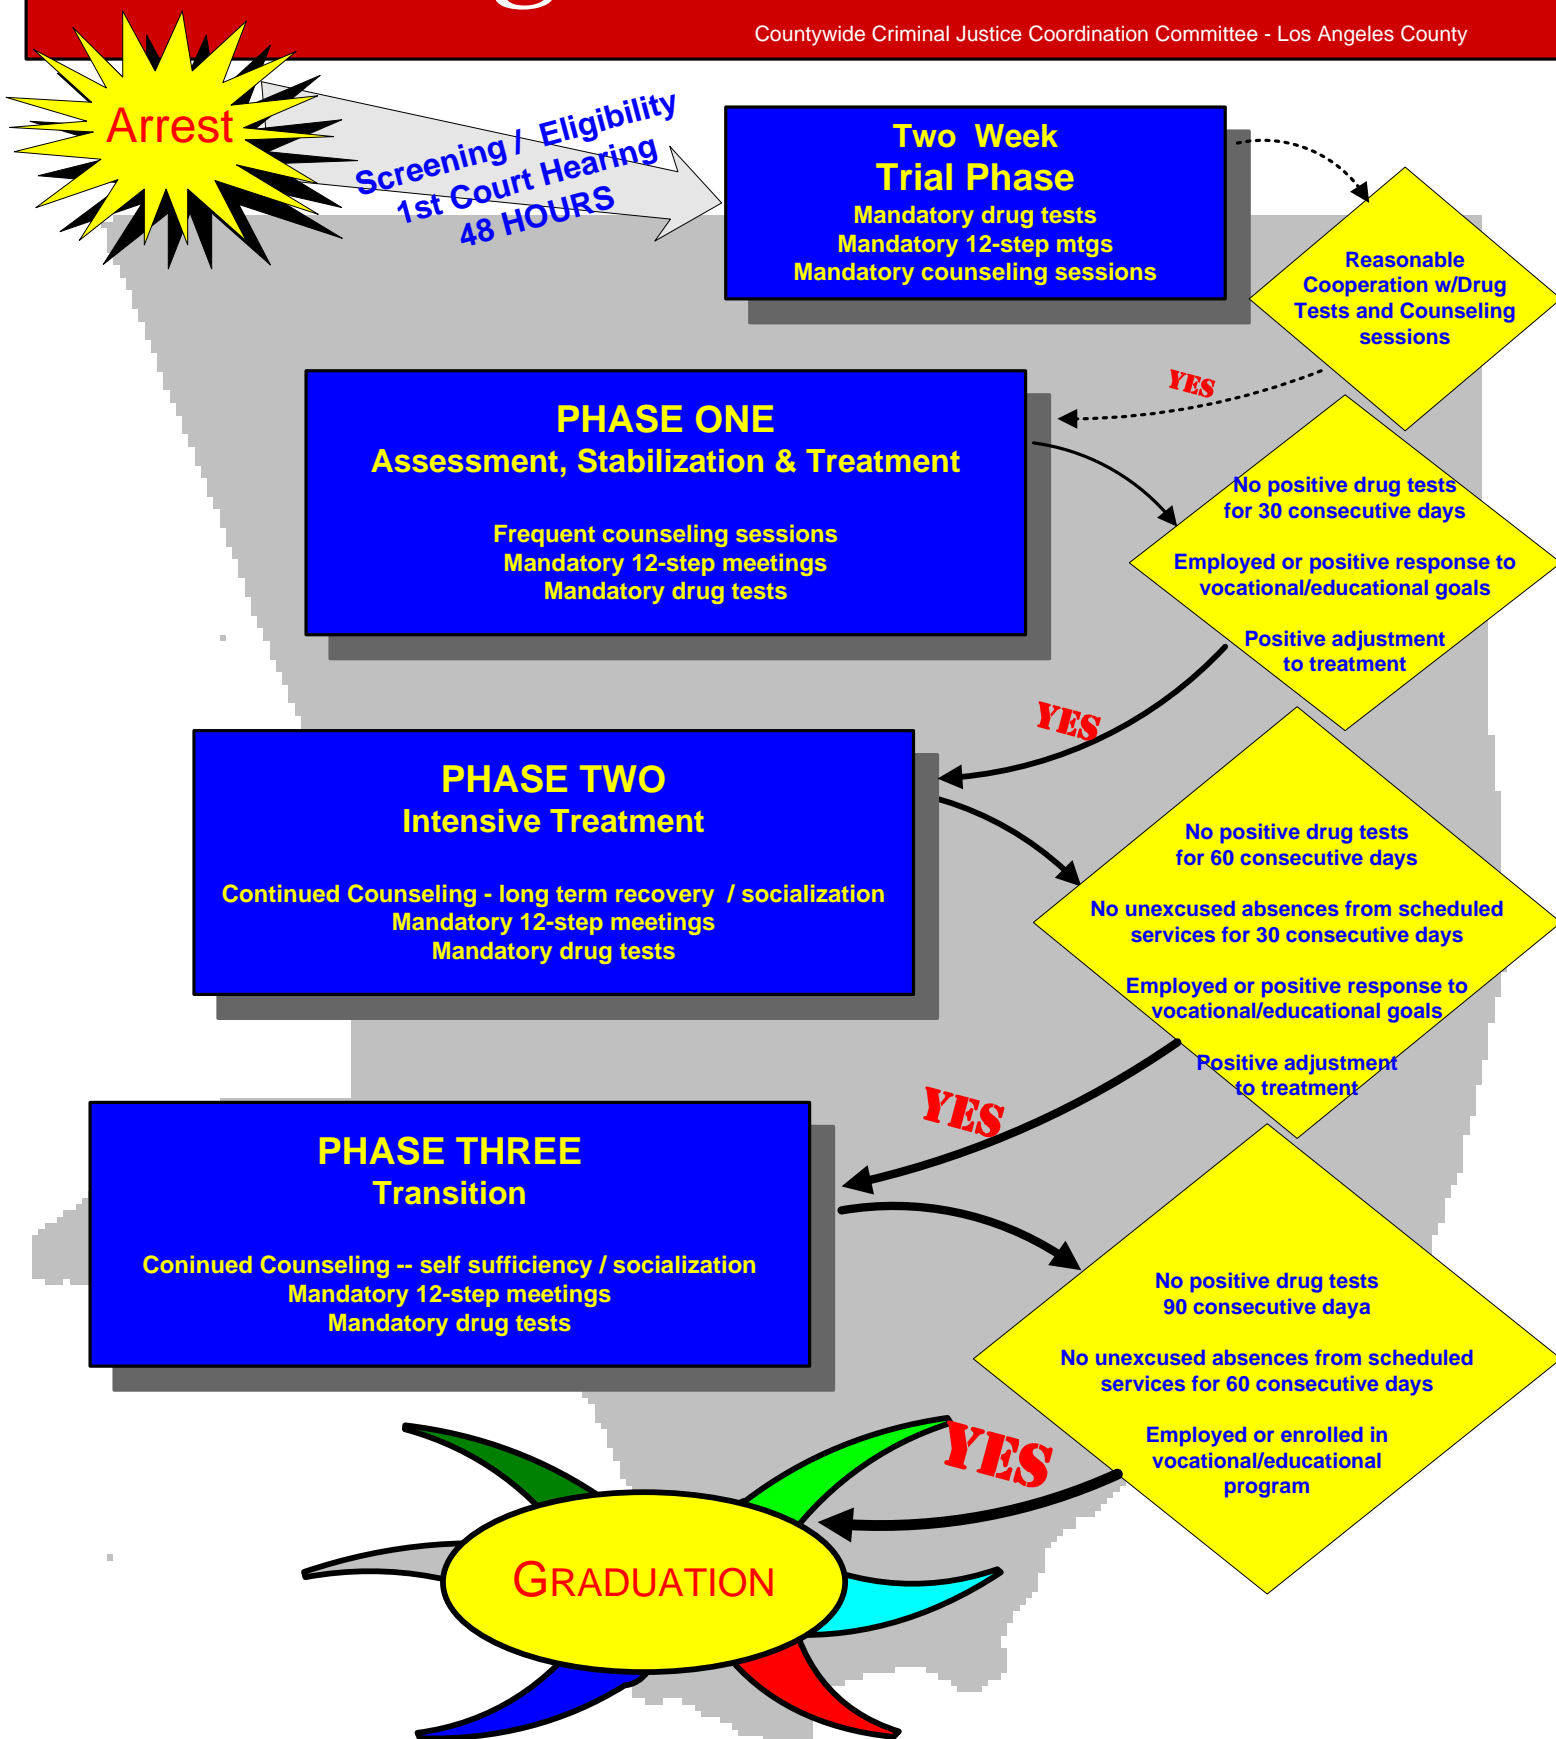 Countywide Criminal Justice Coordination Committee - Los Angeles County
Arrest
Screening / Eligibility
1st Court Hearing
48 HOURS
Two Week
Trial Phase
Mandatory drug tests
Mandatory 12-step mtgs
Mandatory counseling sessions
Reasonable
Cooperation w/Drug
Tests and Counseling
sessions
YES
PHASE ONE
Assessment, Stabilization & Treatment
Frequent counseling sessions
Mandatory 12-step meetings
Mandatory drug tests
No positive drug tests
for 30 consecutive days
Employed or positive response to
vocational/educational goals
Positive adjustment
to treatment
YES
PHASE TWO
Intensive Treatment
Continued Counseling - long term recovery / socialization
Mandatory 12-step meetings
Mandatory drug tests
No positive drug tests
for 60 consecutive days
No unexcused absences from scheduled
services for 30 consecutive days
Employed or positive response to
vocational/educational goals
Positive adjustment
to treatment
YES
PHASE THREE
Transition
Coninued Counseling -- self sufficiency / socialization
Mandatory 12-step meetings
Mandatory drug tests
No positive drug tests
90 consecutive daya
No unexcused absences from scheduled
services for 60 consecutive days
Employed or enrolled in
vocational/educational
program
YES
GRADUATION